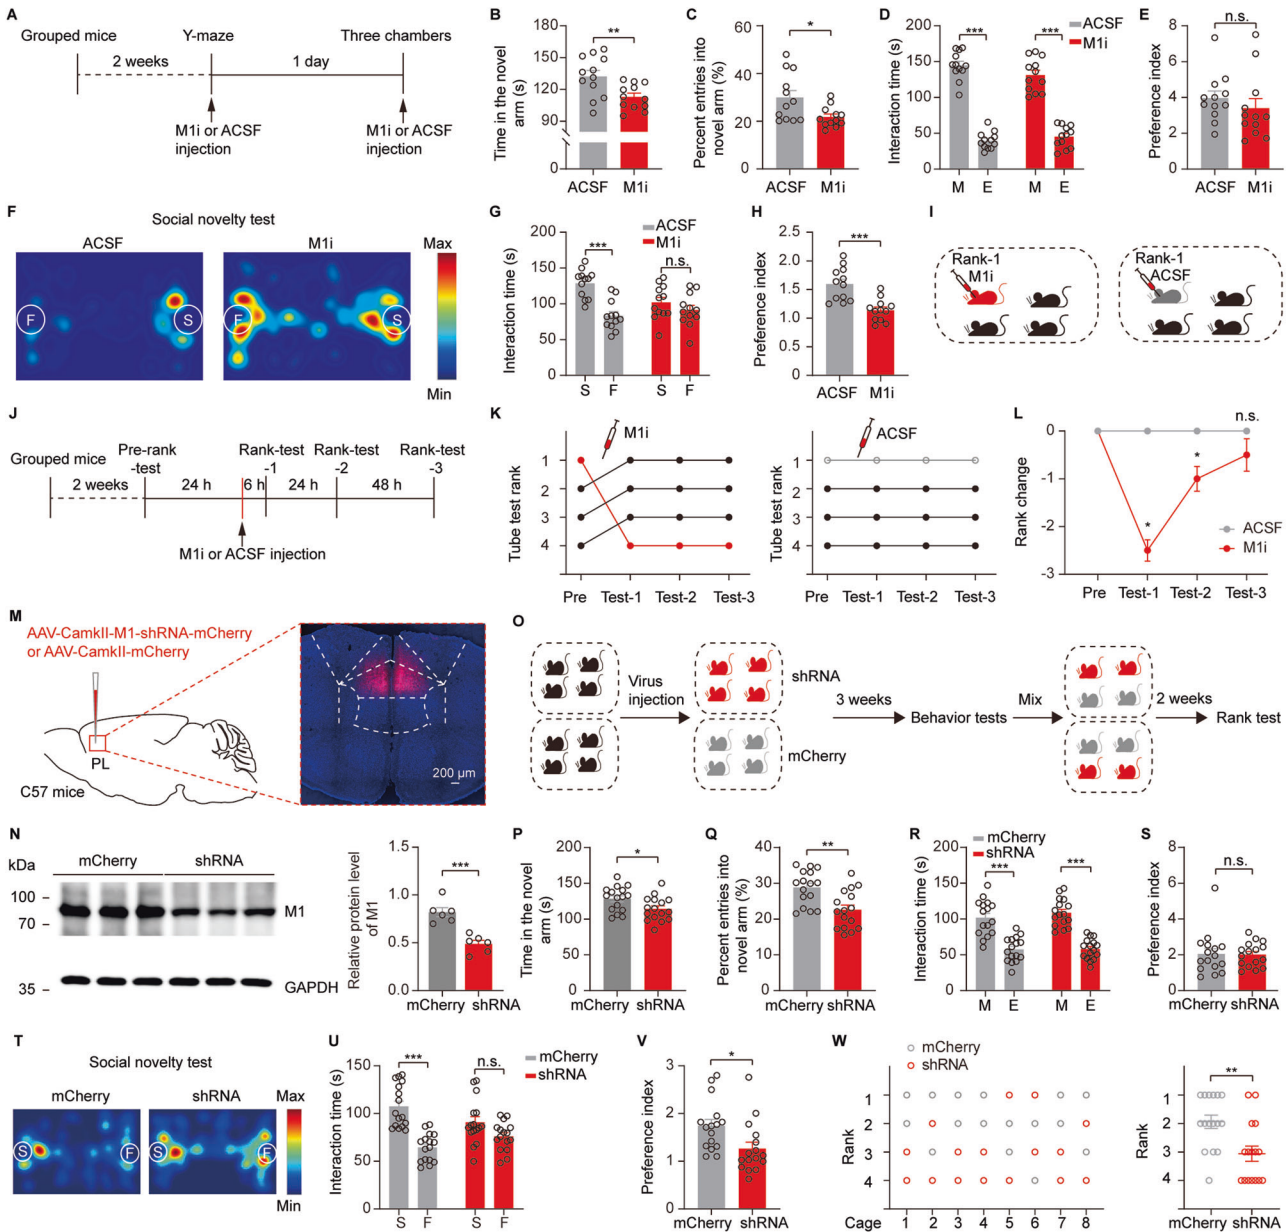 A
Grouped mice
Y-maze
Three chambers
2 weeks
1 day
M1i or ACSF
injection
M1i or ACSF
injection
B
Time in the novel
arm (s)
180
150
120
90
20
0
**
ACSF
M1i
C
Percent entries into
novel arm (%)
60
40
20
0
*
ACSF
M1i
D
ACSF
M1i
Interaction time (s)
200
150
100
50
0
***
***
M
E
M
E
E
Preference index
8
6
4
2
0
n.s.
ACSF
M1i
F
Social novelty test
ACSF
M1i
Max
Min
F
S
F
S
G
ACSF
M1i
Interaction time (s)
200
150
100
50
0
***
n.s.
S
F
S
F
H
Preference index
2.5
2.0
1.5
1.0
0.5
0.0
***
ACSF
M1i
I
Rank-1
M1i
Rank-1
ACSF
J
Grouped mice
Pre-rank
-test
Rank-test
-1
Rank-test
-2
Rank-test
-3
2 weeks
24 h
6 h
24 h
48 h
M1i or ACSF injection
K
M1i
Tube test rank
1
2
3
4
Pre
Test-1
Test-2
Test-3
ACSF
Tube test rank
1
2
3
4
Pre
Test-1
Test-2
Test-3
L
Rank change
0
-1
-2
-3
*
*
n.s.
ACSF
M1i
Pre
Test-1
Test-2
Test-3
M
AAV-CamkII-M1-shRNA-mCherry
or AAV-CamkII-mCherry
PL
C57 mice
200 μm
O
Virus
injection
shRNA
mCherry
3 weeks
Behavior tests
Mix
2 weeks
Rank test
N
kDa
mCherry
shRNA
100
70
35
M1
GAPDH
Relative protein level
of M1
1.5
1.0
0.5
0.0
***
mCherry
shRNA
P
Time in the novel
arm (s)
200
150
100
50
0
*
mCherry
shRNA
Q
Percent entries into
novel arm (%)
40
30
20
10
0
**
mCherry
shRNA
R
mCherry
shRNA
Interaction time (s)
200
150
100
50
0
***
***
M
E
M
E
S
Preference index
8
6
4
2
0
n.s.
mCherry
shRNA
T
Social novelty test
mCherry
shRNA
Max
Min
S
F
S
F
U
mCherry
shRNA
Interaction time (s)
150
100
50
0
***
n.s.
S
F
S
F
V
Preference index
3
2
1
0
*
mCherry
shRNA
W
mCherry
shRNA
Rank
1
2
3
4
Cage
1
2
3
4
5
6
7
8
Rank
1
2
3
4
**
mCherry
shRNA